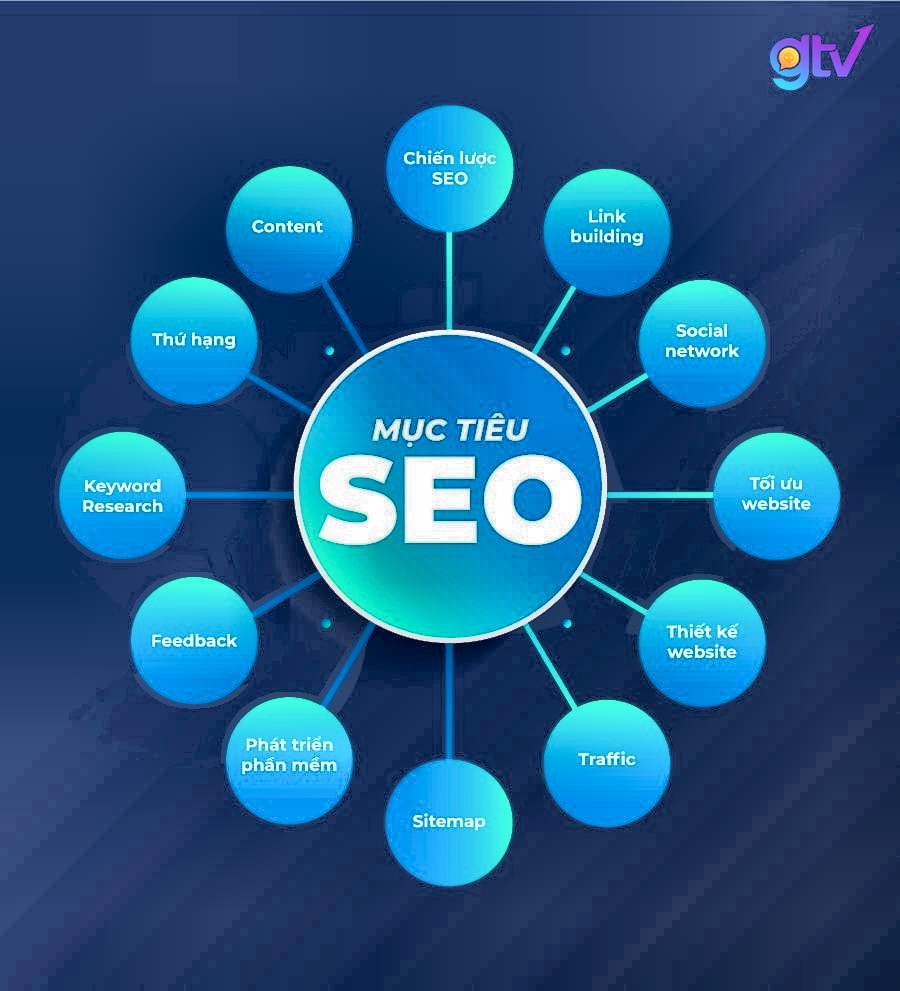 gtv
Chiến lược
SEO
Link
building
Social
network
Tối ưu
website
Thiết kế
website
Traffic
Sitemap
Phát triển
phần mềm
Feedback
Keyword
Research
Thứ hạng
Content
MỤC TIÊU
SEO